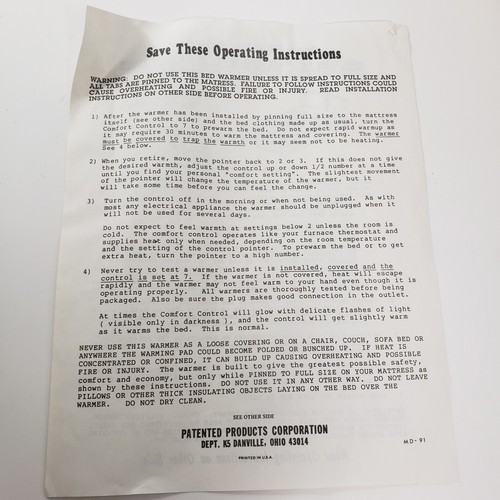 Save These Operating Instructions
WARNING: DO NOT USE THIS BED WARMER UNLESS IT IS SPREAD TO FULL SIZE AND
ALL TABS ARE PINNED TO THE MATRESS. FAILURE TO FOLLOW INSTRUCTIONS COULD
CAUSE OVERHEATING AND POSSIBLE FIRE OR INJURY. READ INSTALLATION
INSTRUCTIONS ON OTHER SIDE BEFORE OPERATING.
1) After the warmer has been installed by pinning full size to the mattress
itself (see other side) and the bed clothing made up as usual, turn the
Comfort Control to 7 to prewarm the bed. Do not expect rapid warmup as
it may require 30 minutes to warm the mattress and covering. The warmer
must be covered to trap the warmth or it may seem not to be heating.
See 4 below.
2) When you retire, move the pointer back to 2 or 3. If this does not give
the desired warmth, adjust the control up or down 1/2 number at a time
until you find your personal "comfort setting". The slightest movement
of the pointer will change the temperature of the warmer, but it
will take some time before you can feel the change.
3) Turn the control off in the morning or when not being used. As with
most any electrical appliance the warmer should be unplugged when it
will not be used for several days.
Do not expect to feel warmth at settings below 2 unless the room is
cold. The comfort control operates like your furnace thermostat and
supplies heat only when needed, depending on the room temperature
and the setting of the control pointer. To prewarm the bed or to get
extra heat, turn the pointer to a high number.
4) Never try to test a warmer unless it is installed, covered and the
control is set at 7. If the warmer is not covered, heat will escape
rapidly and the warmer may not feel warm to your hand even though it is
operating properly. All warmers are thoroughly tested before being
packaged. Also be sure the plug makes good connection in the outlet.
At times the Comfort Control will glow with delicate flashes of light
( visible only in darkness ), and the control will get slightly warm
as it warms the bed. This is normal.
NEVER USE THIS WARMER AS A LOOSE COVERING OR ON A CHAIR, COUCH, SOFA BED OR
ANYWHERE THE WARMING PAD COULD BECOME FOLDED OR BUNCHED UP. IF HEAT IS
CONCENTRATED OR CONFINED, IT CAN BUILD UP CAUSING OVERHEATING AND POSSIBLE
FIRE OR INJURY. The warmer is built to give the greatest possible safety,
comfort and economy, but only while PINNED TO FULL SIZE ON YOUR MATTRESS as
shown by these instructions. DO NOT USE IT IN ANY OTHER WAY. DO NOT LEAVE
PILLOWS OR OTHER THICK INSULATING OBJECTS LAYING ON THE BED OVER THE
WARMER. DO NOT DRY CLEAN.
SEE OTHER SIDE
PATENTED PRODUCTS CORPORATION
DEPT. K5 DANVILLE, OHIO 43014
MD-91
PRINTED IN U.S.A.